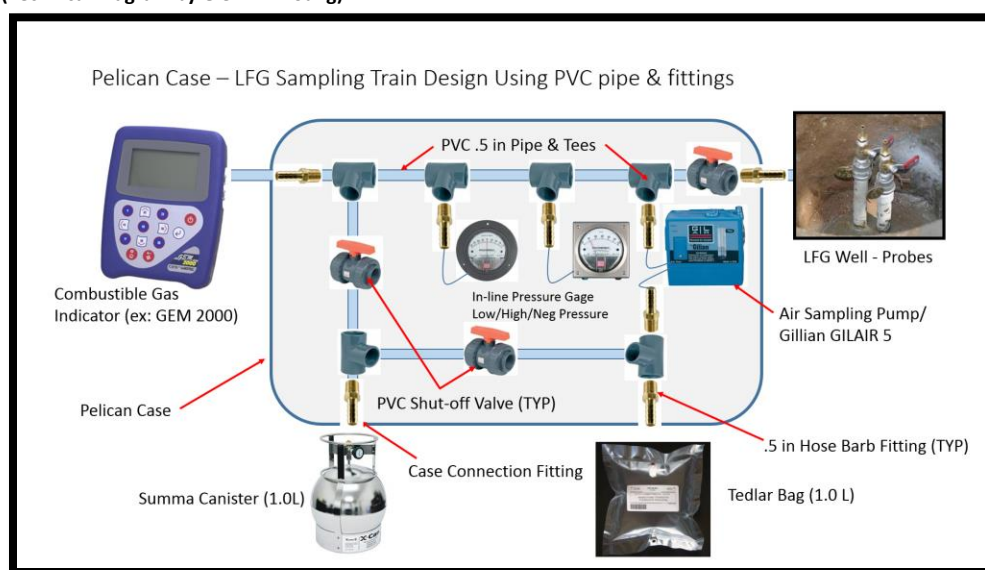 Pelican Case – LFG Sampling Train Design Using PVC pipe & fittings
PVC .5 in Pipe & Tees
LFG Well - Probes
Combustible Gas
Indicator (ex: GEM 2000)
In-line Pressure Gage
Low/High/Neg Pressure
Air Sampling Pump/
Gillian GILAIR 5
Pelican Case
PVC Shut-off Valve (TYP)
.5 in Hose Barb Fitting (TYP)
Case Connection Fitting
Summa Canister (1.0L)
Tedlar Bag (1.0 L)
GEM
2000
Gilian